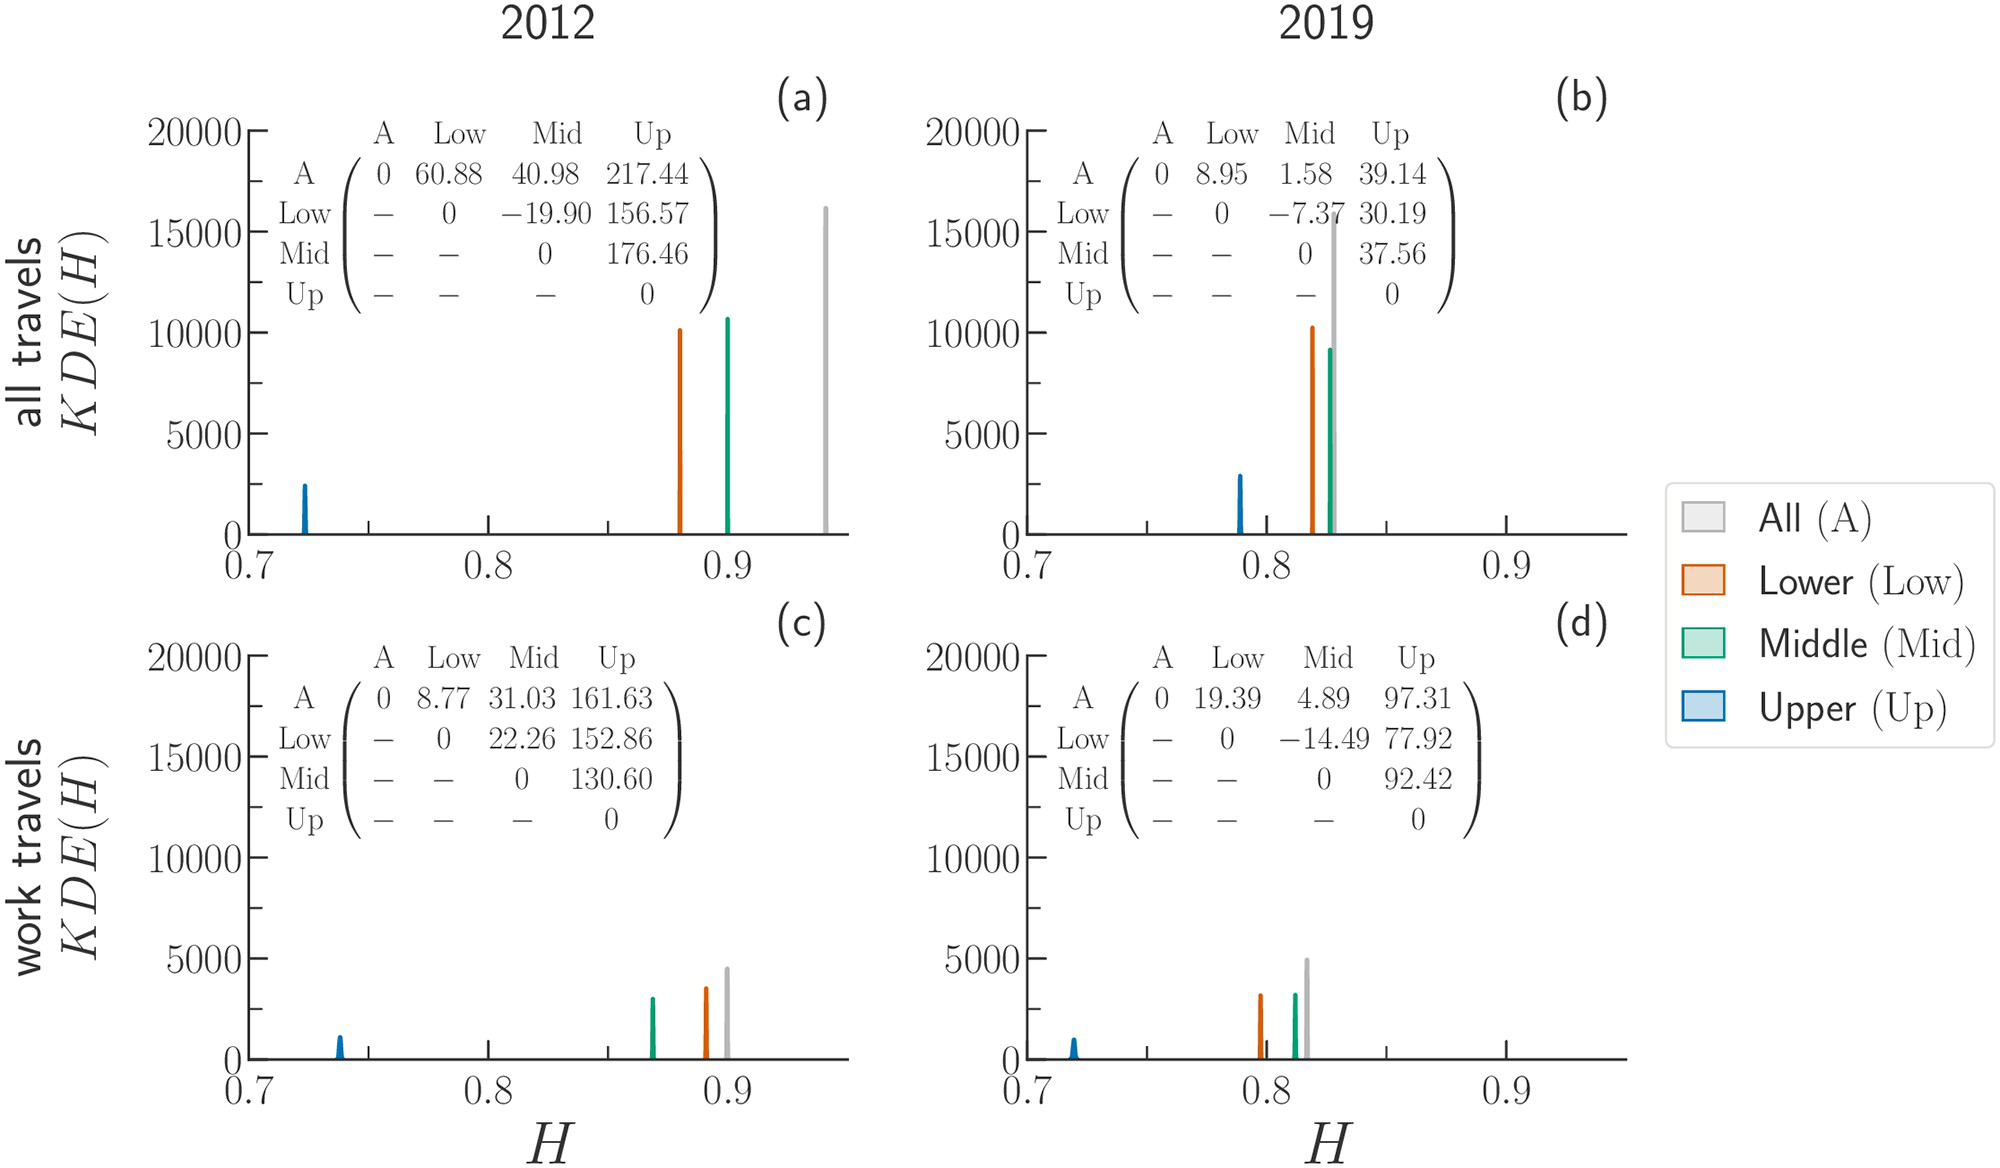 2012
2019
(a)
20000
15000
10000
5000
0
0.7 0.8 0.9
A Low Mid Up
A 0 60.88 40.98 217.44
Low − 0 −19.90 156.57
Mid − − 0 176.46
Up − − − 0
all travels
KDE(H)
(b)
20000
15000
10000
5000
0
0.7 0.8 0.9
A Low Mid Up
A 0 8.95 1.58 39.14
Low − 0 −7.37 30.19
Mid − − 0 37.56
Up − − − 0
(c)
20000
15000
10000
5000
0
0.7 0.8 0.9
H
A Low Mid Up
A 0 8.77 31.03 161.63
Low − 0 22.26 152.86
Mid − − 0 130.60
Up − − − 0
work travels
KDE(H)
(d)
20000
15000
10000
5000
0
0.7 0.8 0.9
H
A Low Mid Up
A 0 19.39 4.89 97.31
Low − 0 −14.49 77.92
Mid − − 0 92.42
Up − − − 0
All (A)
Lower (Low)
Middle (Mid)
Upper (Up)